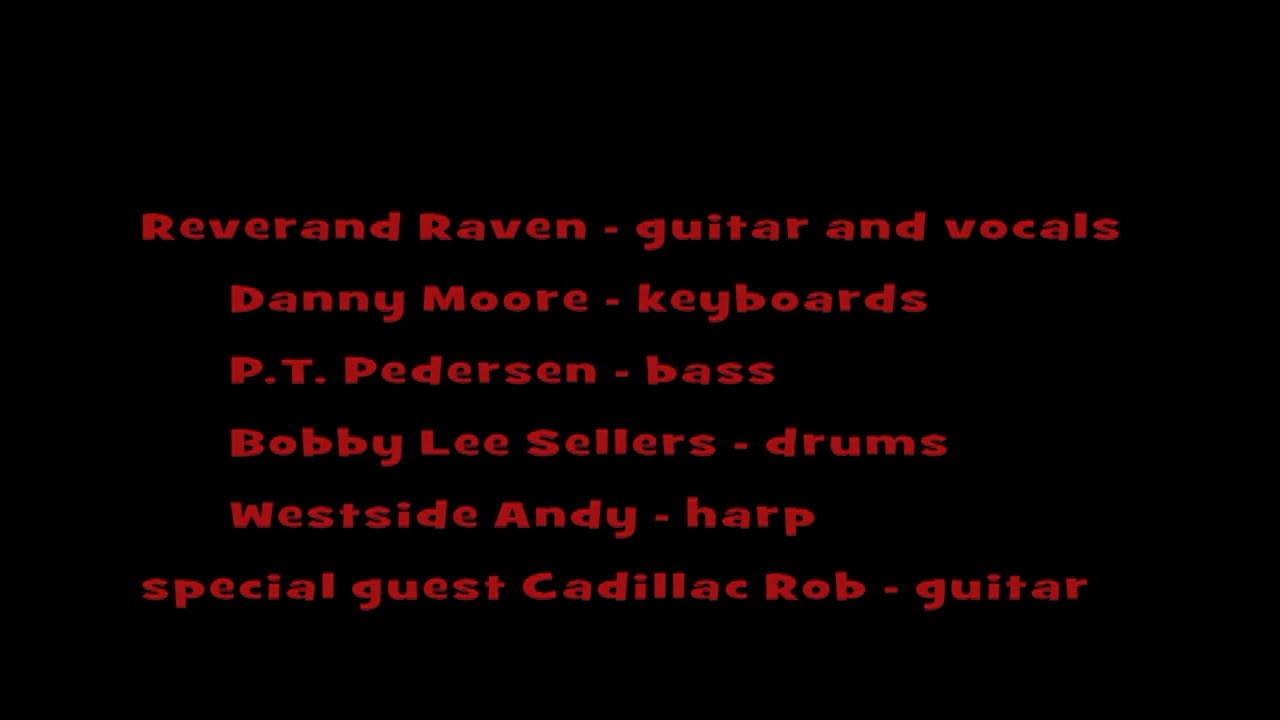 Reverand Raven - guitar and vocals
Danny Moore - keyboards
P.T. Pedersen - bass
Bobby Lee Sellers - drums
Westside Andy - harp
special guest Cadillac Rob - guitar